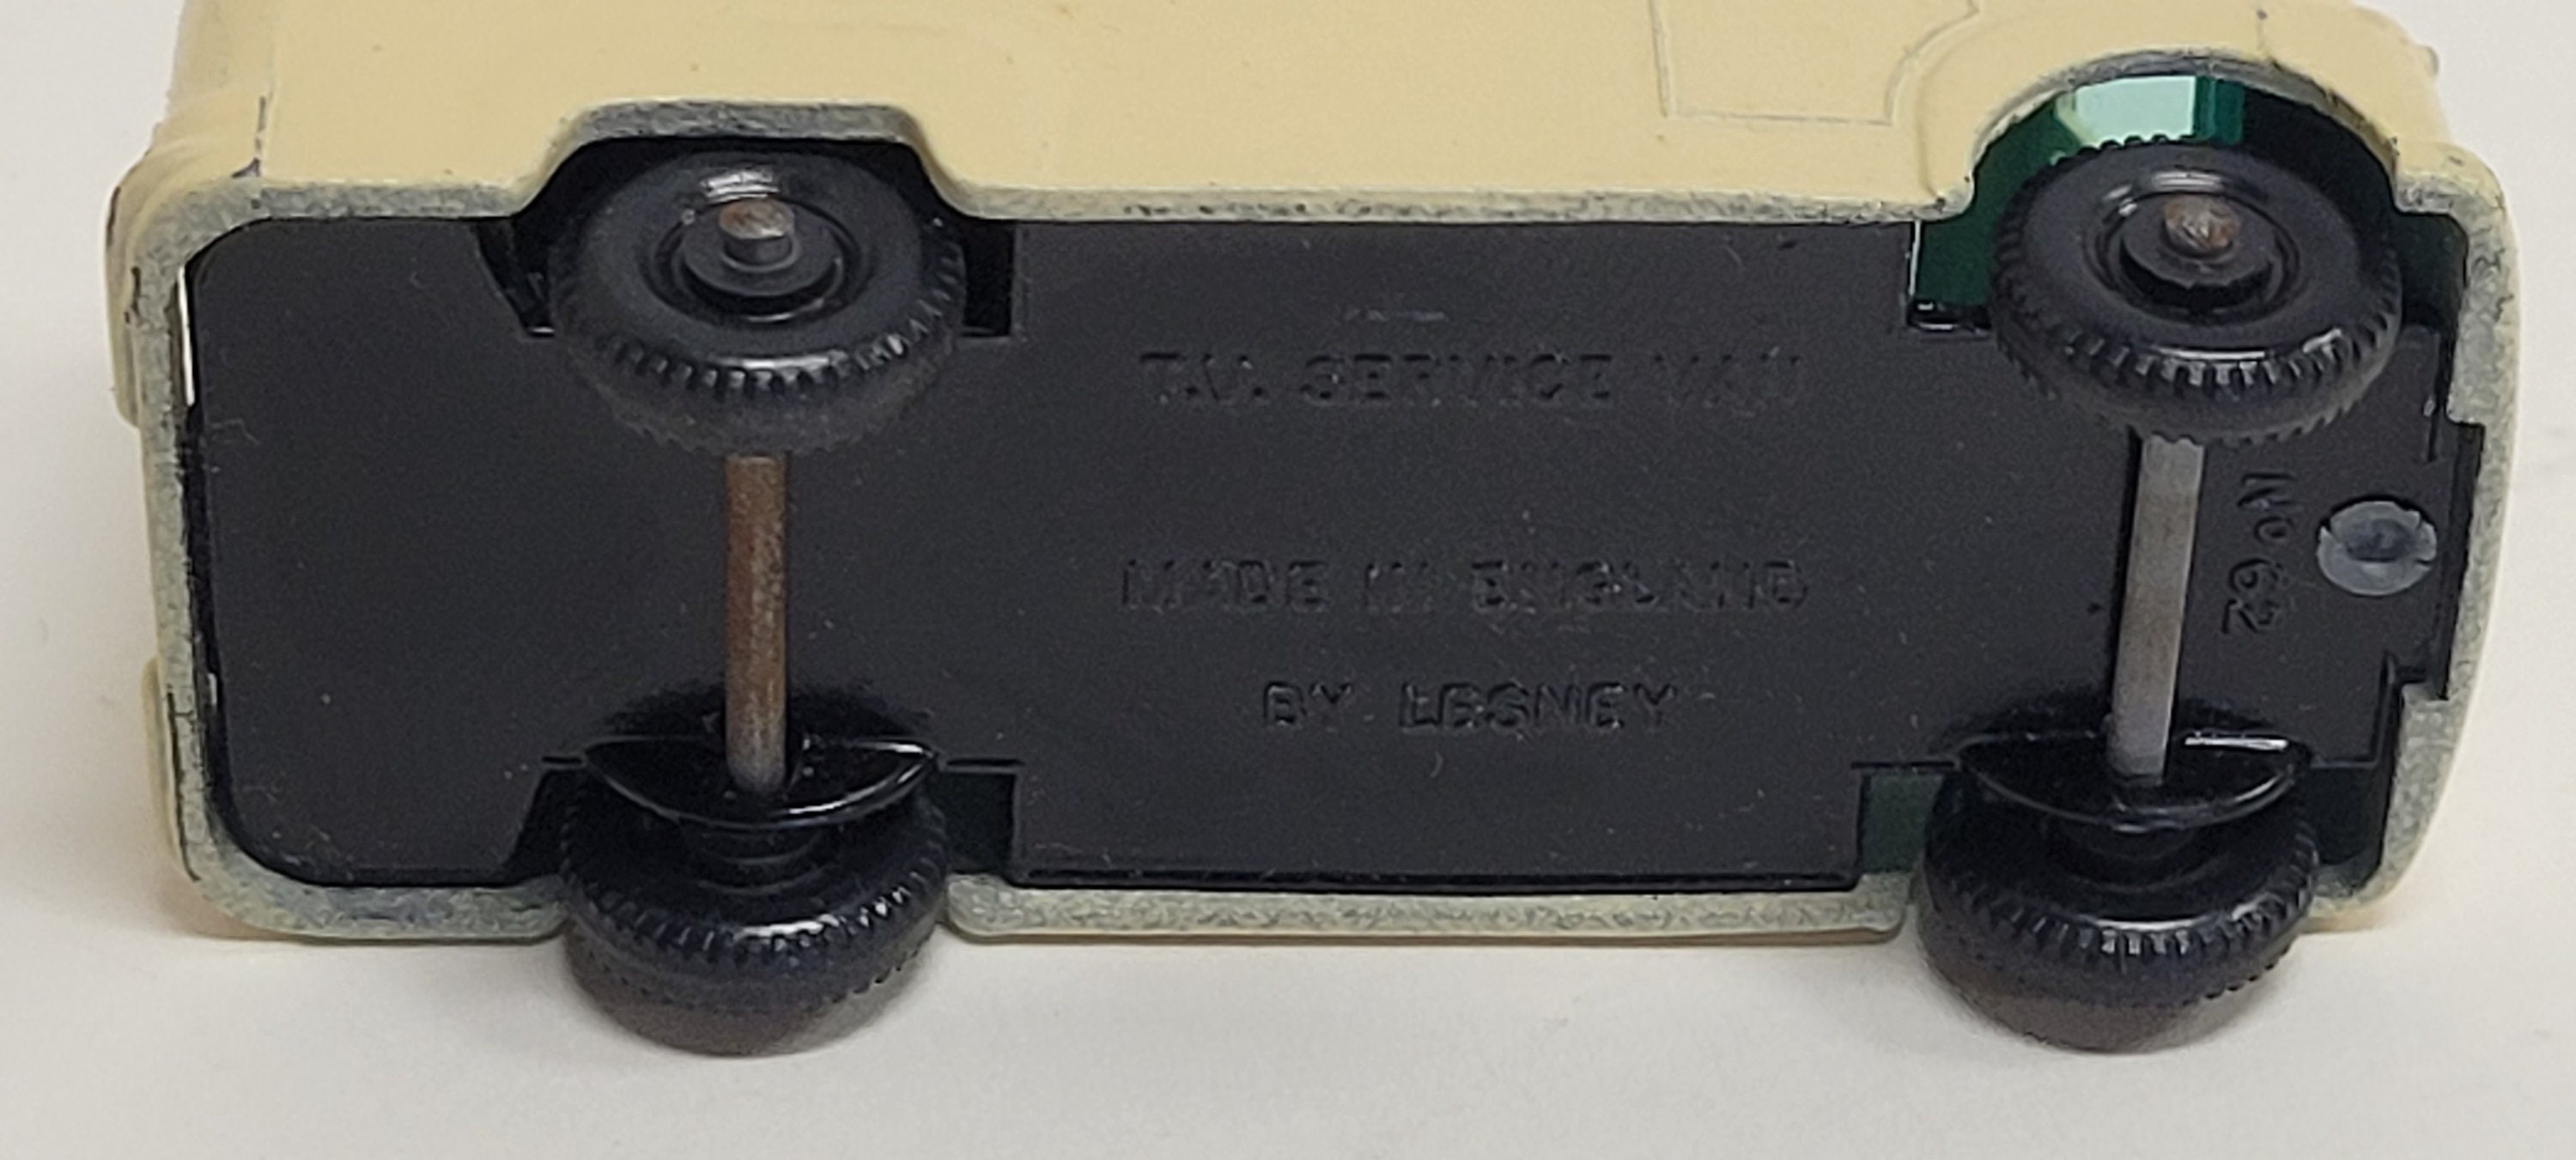 T.V. SERVICE VAN
MADE IN ENGLAND
BY LESNEY
No 62